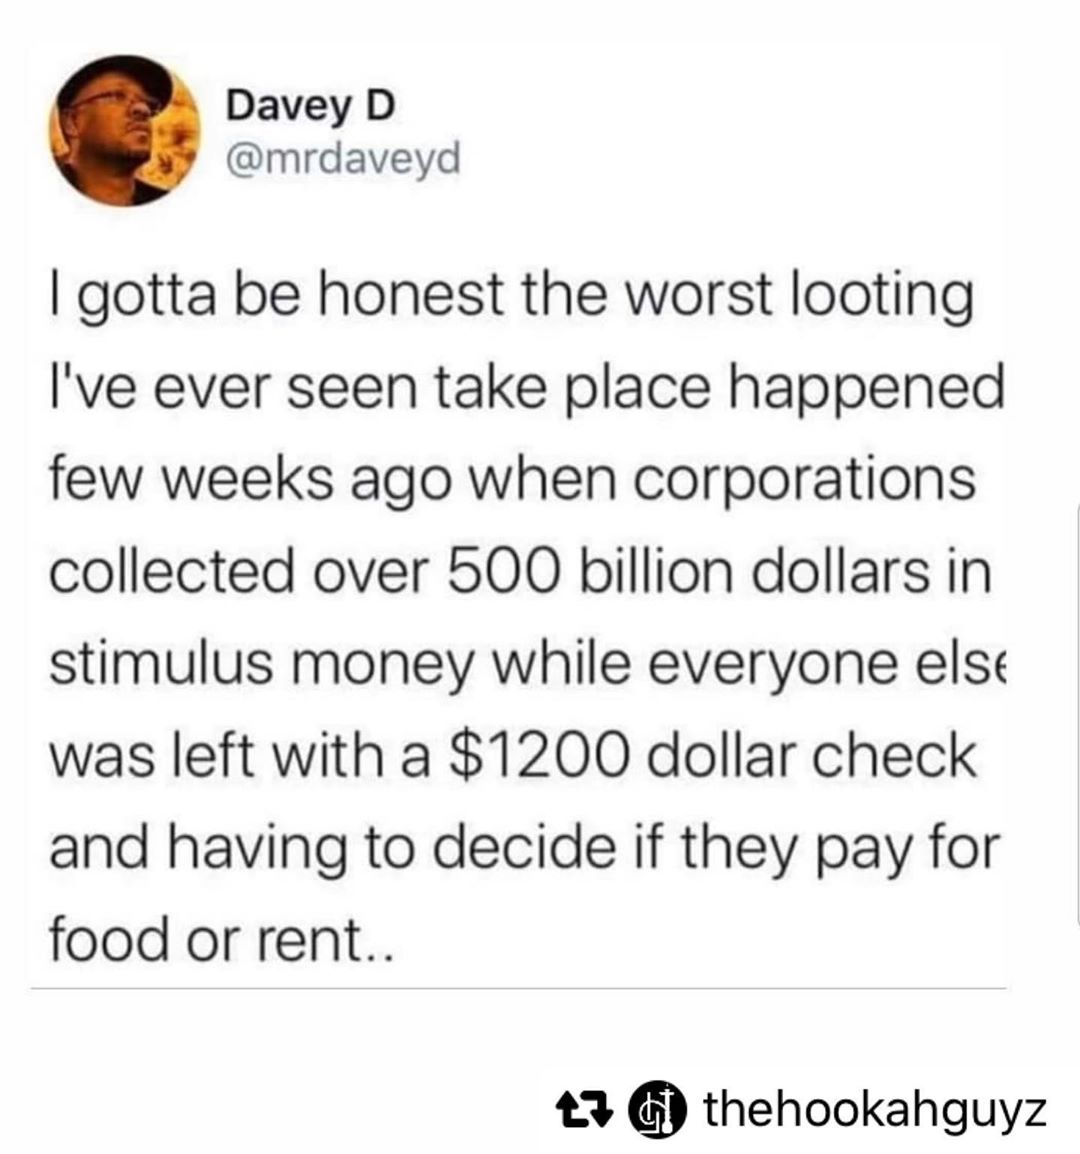 Davey D
@mrdaveyd
I gotta be honest the worst looting
I've ever seen take place happened
few weeks ago when corporations
collected over 500 billion dollars in
stimulus money while everyone else
was left with a $1200 dollar check
and having to decide if they pay for
food or rent..
thehookahguyz